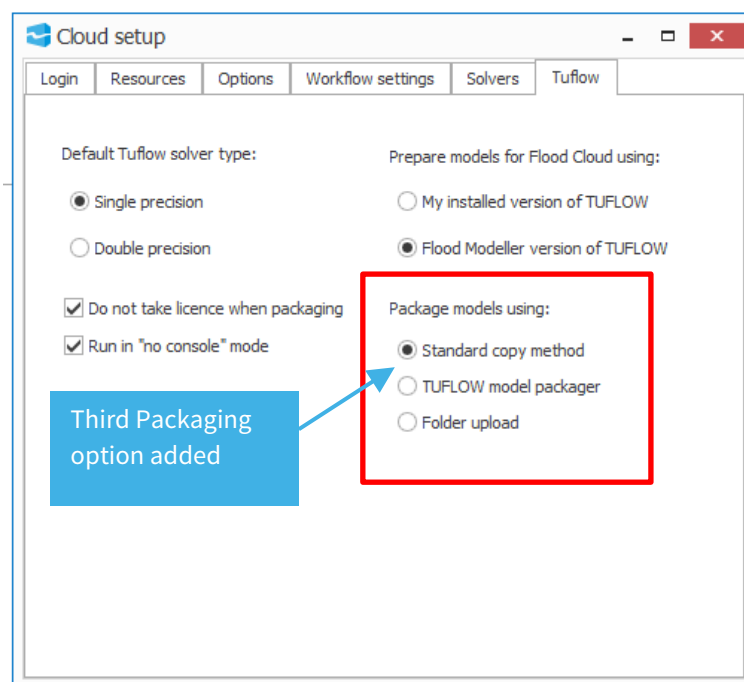 Cloud setup
Login Resources Options Workflow settings Solvers Tuflow
Default Tuflow solver type:
Single precision
Double precision
Do not take licence when packaging
Run in "no console" mode
Prepare models for Flood Cloud using:
My installed version of TUFLOW
Flood Modeller version of TUFLOW
Package models using:
Standard copy method
TUFLOW model packager
Folder upload
Third Packaging
option added